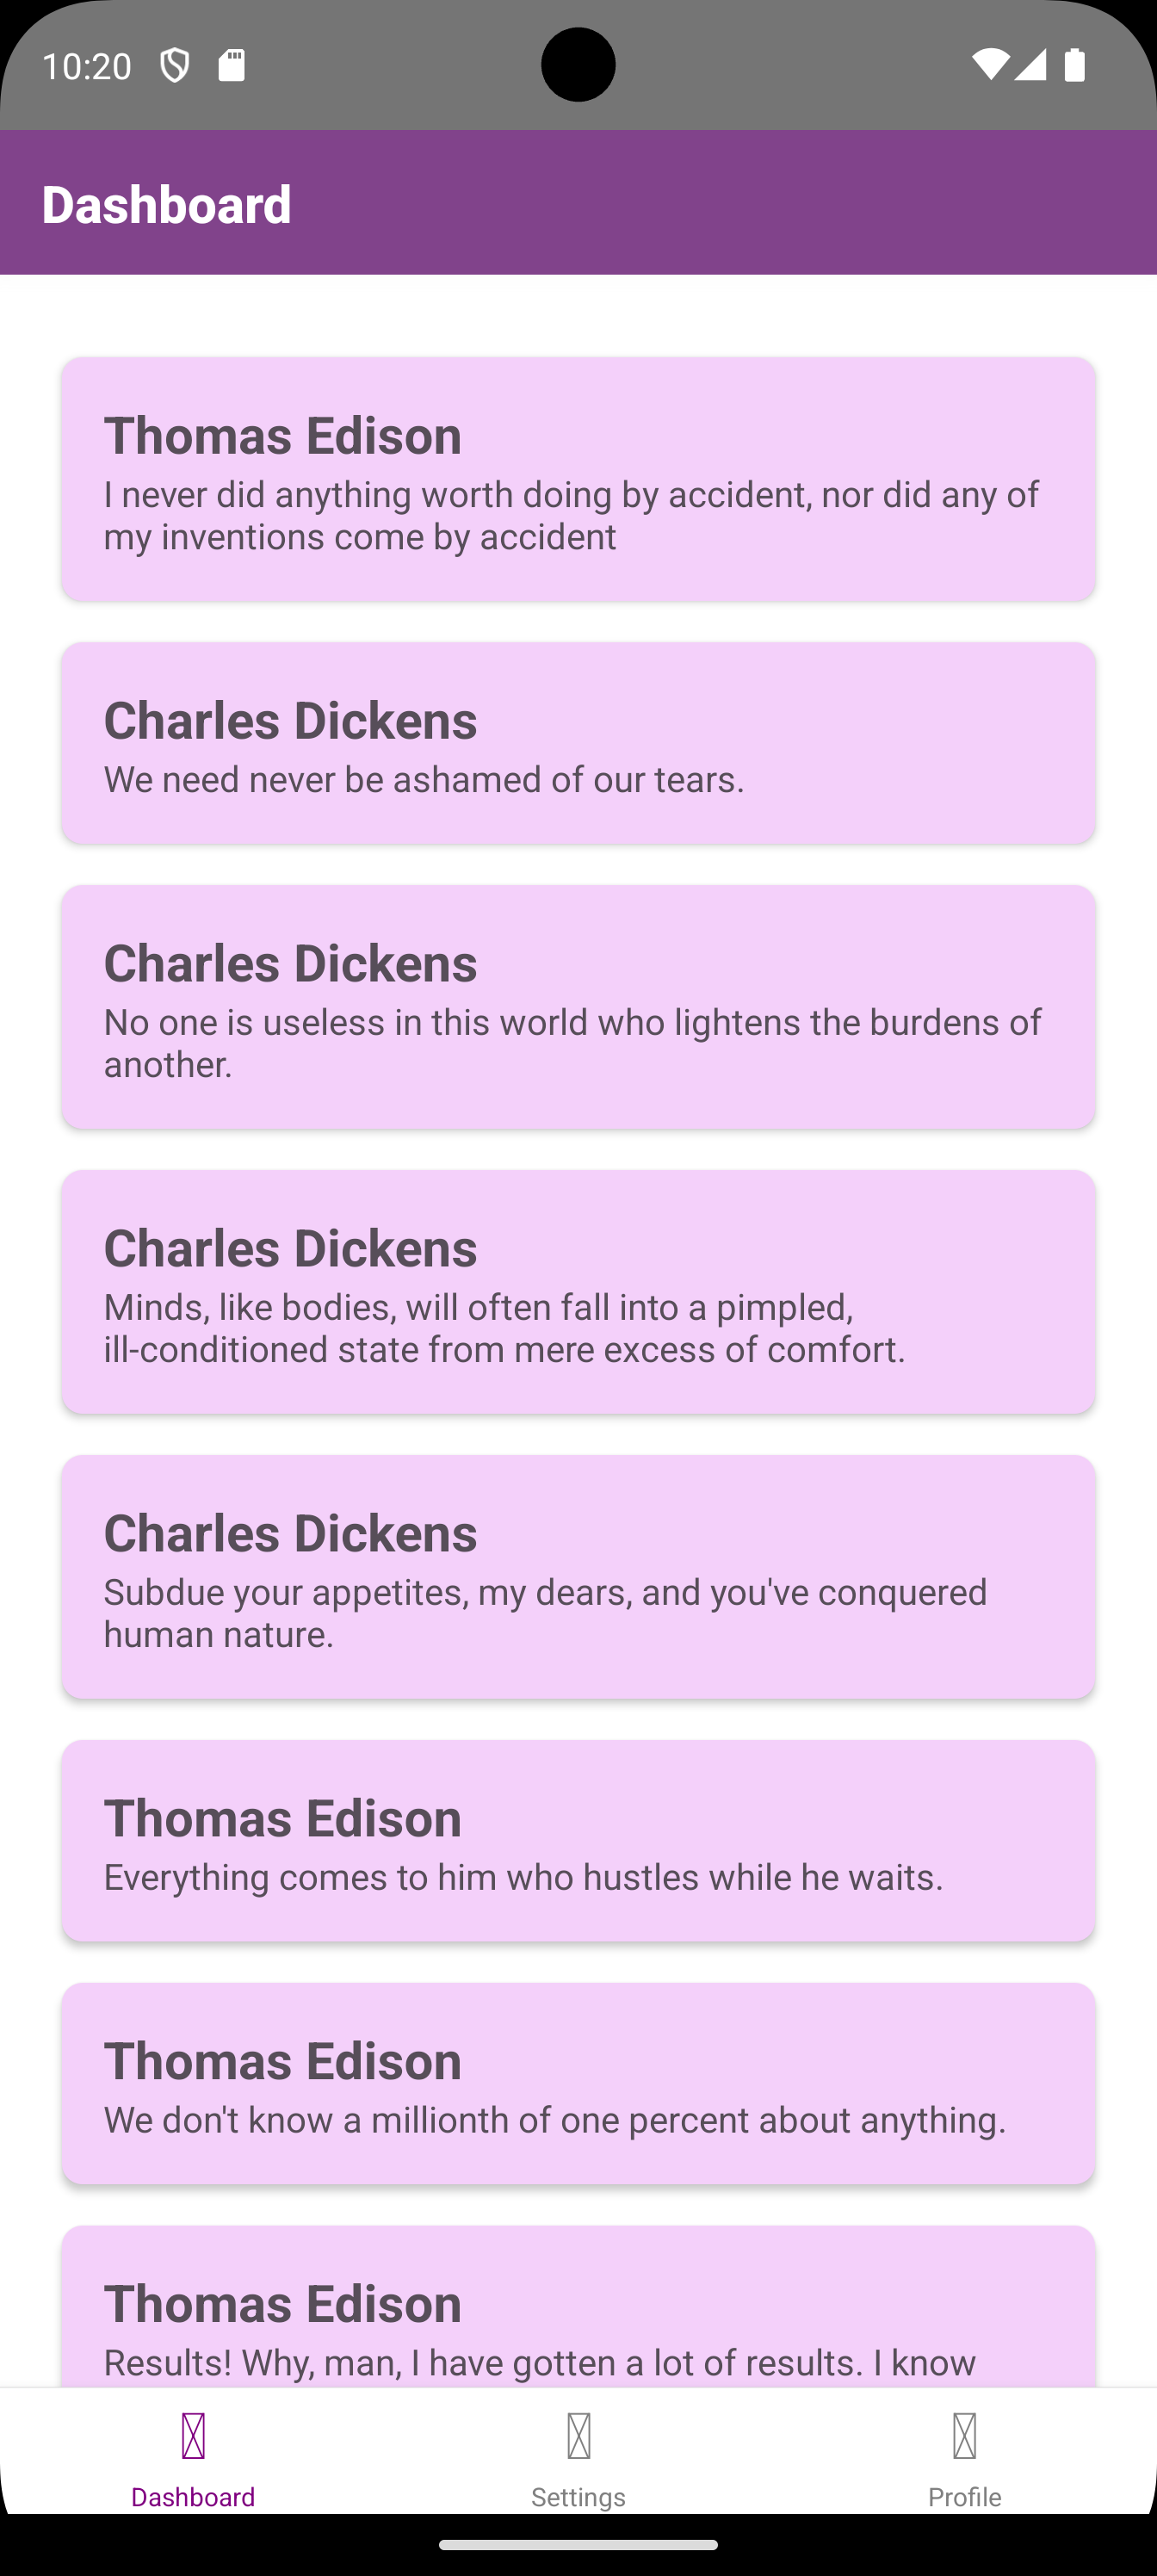 10:20
Dashboard
Thomas Edison
I never did anything worth doing by accident, nor did any of
my inventions come by accident
Charles Dickens
We need never be ashamed of our tears.
Charles Dickens
No one is useless in this world who lightens the burdens of
another.
Charles Dickens
Minds, like bodies, will often fall into a pimpled,
ill-conditioned state from mere excess of comfort.
Charles Dickens
Subdue your appetites, my dears, and you've conquered
human nature.
Thomas Edison
Everything comes to him who hustles while he waits.
Thomas Edison
We don't know a millionth of one percent about anything.
Thomas Edison
Results! Why, man, I have gotten a lot of results. I know
Dashboard
Settings
Profile